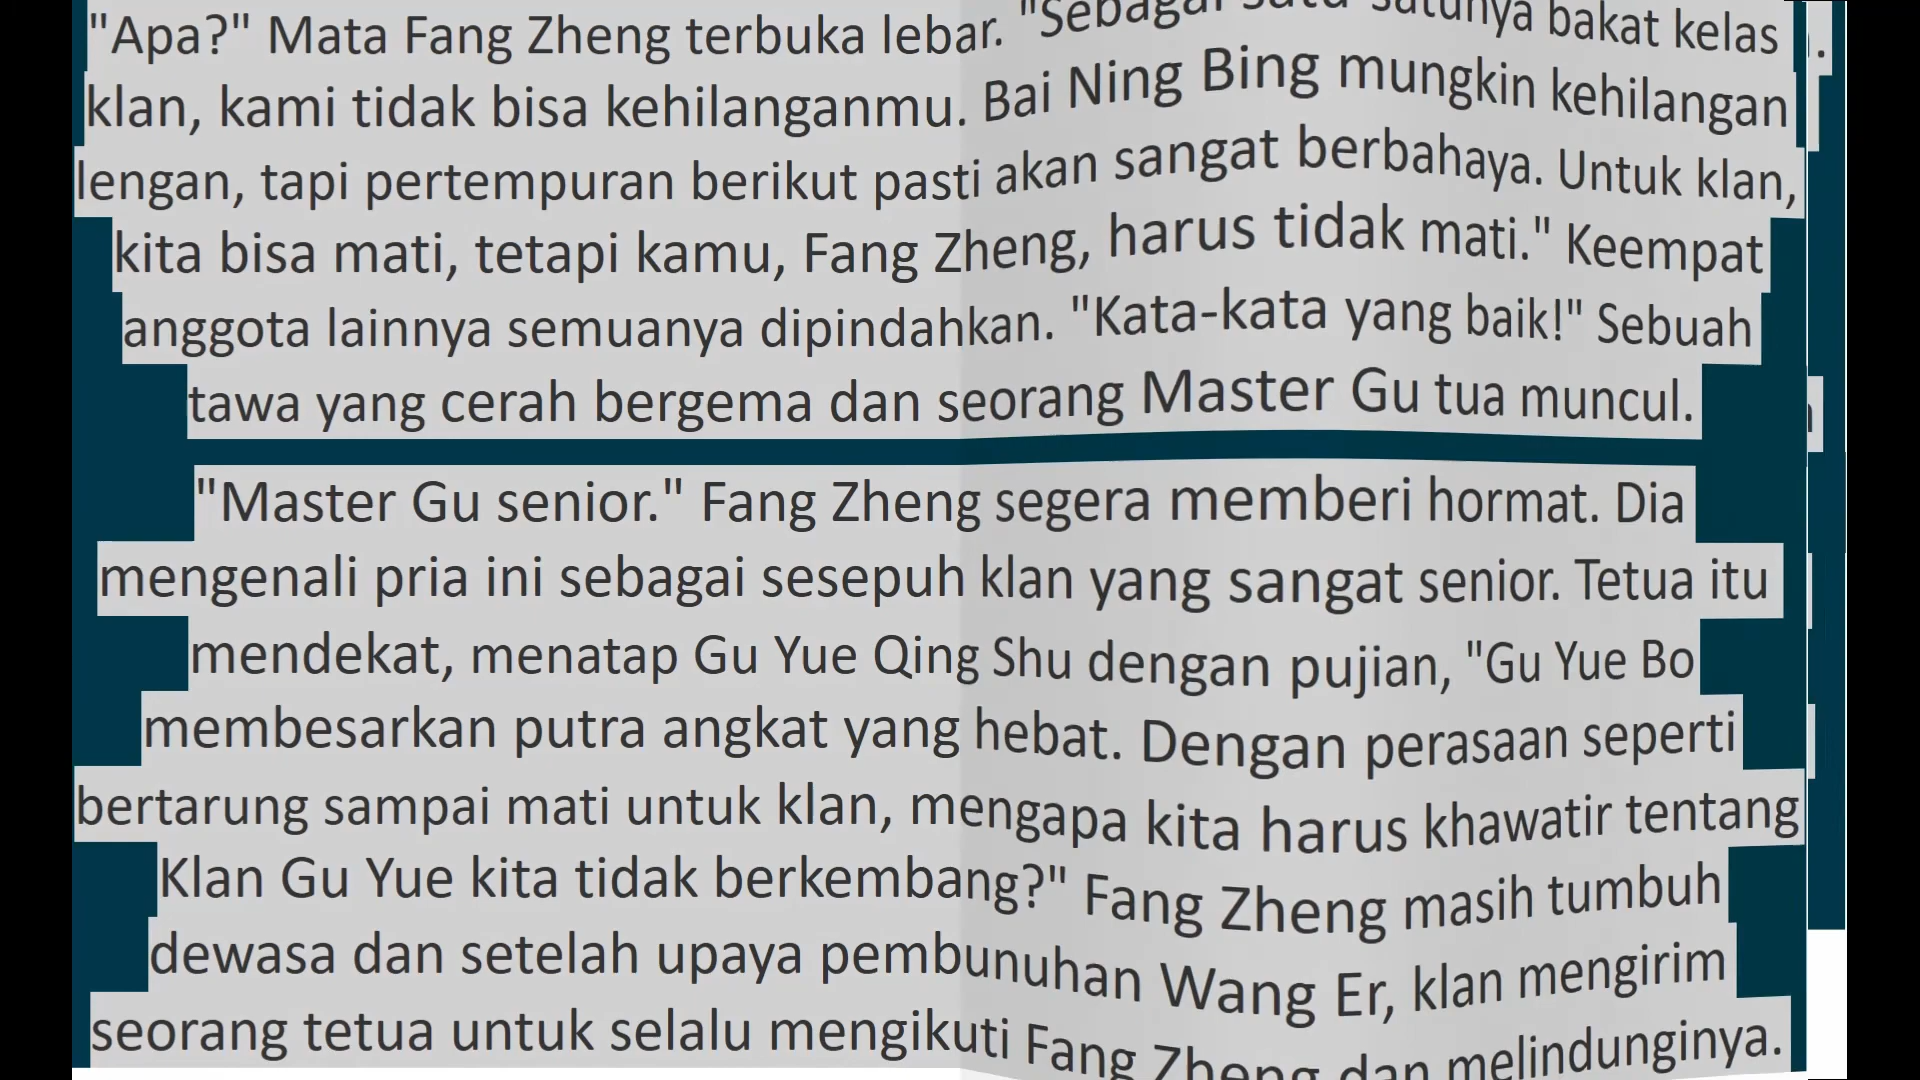 "Apa?" Mata Fang Zheng terbuka lebar. "Sebagai satu-satunya bakat kelas
klan, kami tidak bisa kehilanganmu. Bai Ning Bing mungkin kehilangan
lengan, tapi pertempuran berikut pasti akan sangat berbahaya. Untuk klan,
kita bisa mati, tetapi kamu, Fang Zheng, harus tidak mati." Keempat
anggota lainnya semuanya dipindahkan. "Kata-kata yang baik!" Sebuah
tawa yang cerah bergema dan seorang Master Gu tua muncul.
"Master Gu senior." Fang Zheng segera memberi hormat. Dia
mengenali pria ini sebagai sesepuh klan yang sangat senior. Tetua itu
mendekat, menatap Gu Yue Qing Shu dengan pujian, "Gu Yue Bo
membesarkan putra angkat yang hebat. Dengan perasaan seperti
bertarung sampai mati untuk klan, mengapa kita harus khawatir tentang
Klan Gu Yue kita tidak berkembang?" Fang Zheng masih tumbuh
dewasa dan setelah upaya pembunuhan Wang Er, klan mengirim
seorang tetua untuk selalu mengikuti Fang Zheng dan melindunginya.